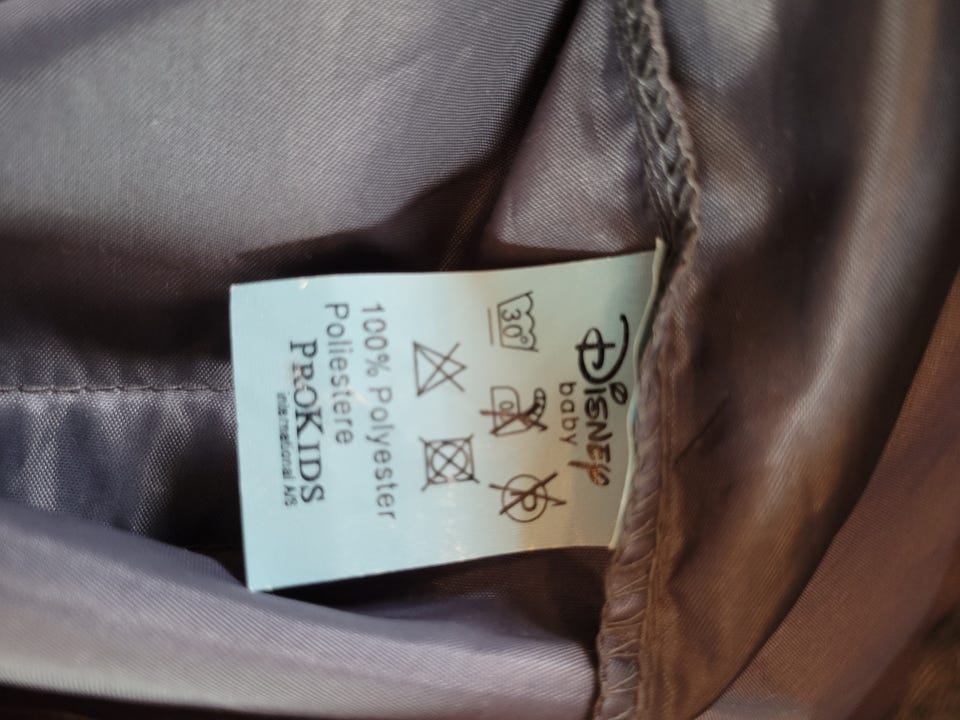 Disney
baby
30°
P
100% Polyester
Poliestere
PROKIDS
international A/S